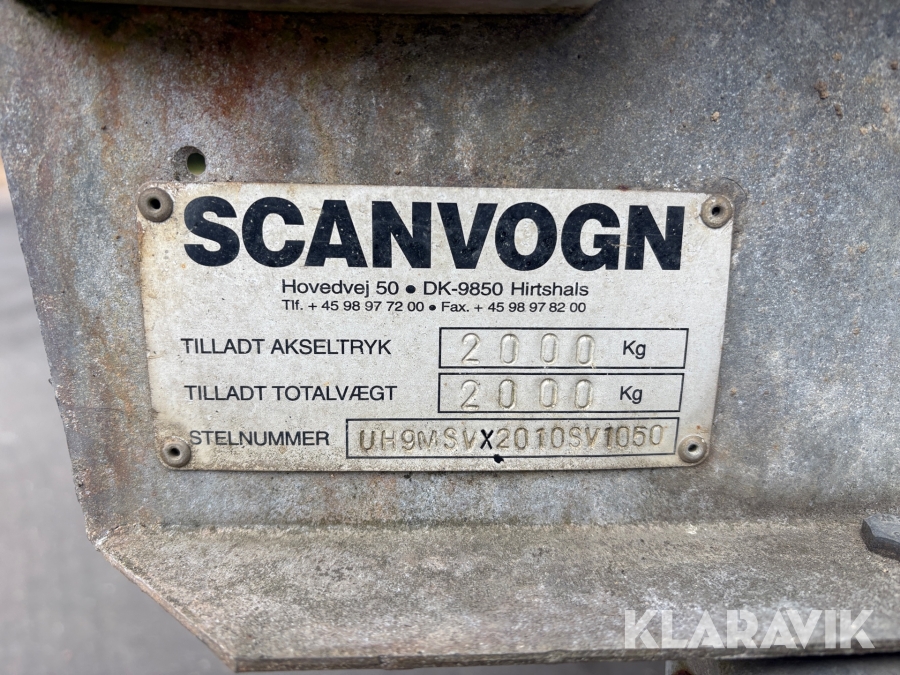 SCANVOGN
Hovedvej 50 • DK-9850 Hirtshals
Tlf. + 45 98 97 72 00 • Fax. + 45 98 97 82 00
TILLADT AKSELTRYK 2000 Kg
TILLADT TOTALVÆGT 2000 Kg
STELNUMMER UH9MSVX2010SV1050
KLARAVIK